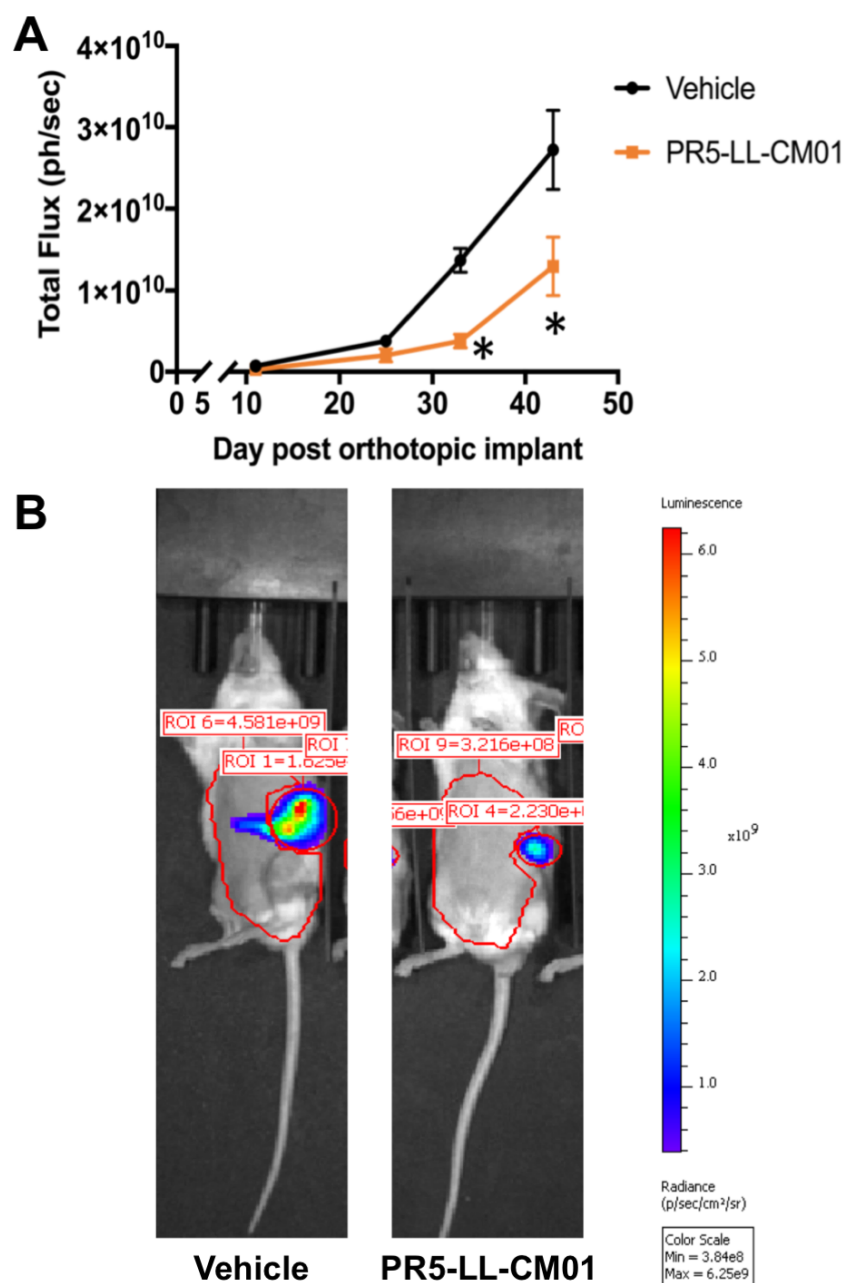 A
4×10¹⁰
3×10¹⁰
2×10¹⁰
1×10¹⁰
0
Total Flux (ph/sec)
0 5 10 20 30 40 50
Day post orthotopic implant
Vehicle
PR5-LL-CM01
*
*
B
ROI 6=4.581e+09
ROI
ROI 1=1.625e
ROI 9=3.216e+08
RO
66e+09
ROI 4=2.230e+
Vehicle
PR5-LL-CM01
Luminescence
6.0
5.0
4.0
x10⁹
3.0
2.0
1.0
Radiance
(p/sec/cm²/sr)
Color Scale
Min = 3.84e8
Max = 6.25e9